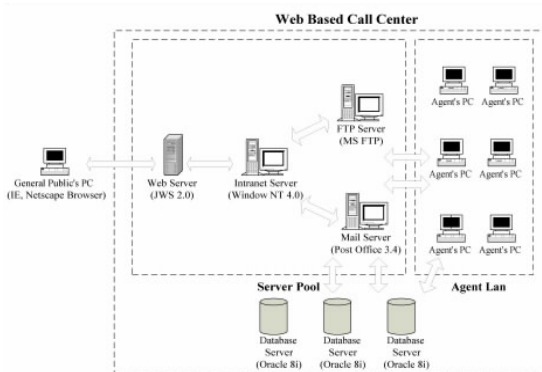 Web Based Call Center
Agent's PC Agent's PC
FTP Server
(MS FTP)
General Public's PC
(IE, Netscape Browser)
Web Server
(JWS 2.0)
Intranet Server
(Window NT 4.0)
Agent's PC Agent's PC
Mail Server
(Post Office 3.4)
Agent's PC Agent's PC
Server Pool
Agent Lan
Database
Server
(Oracle 8i)
Database
Server
(Oracle 8i)
Database
Server
(Oracle 8i)